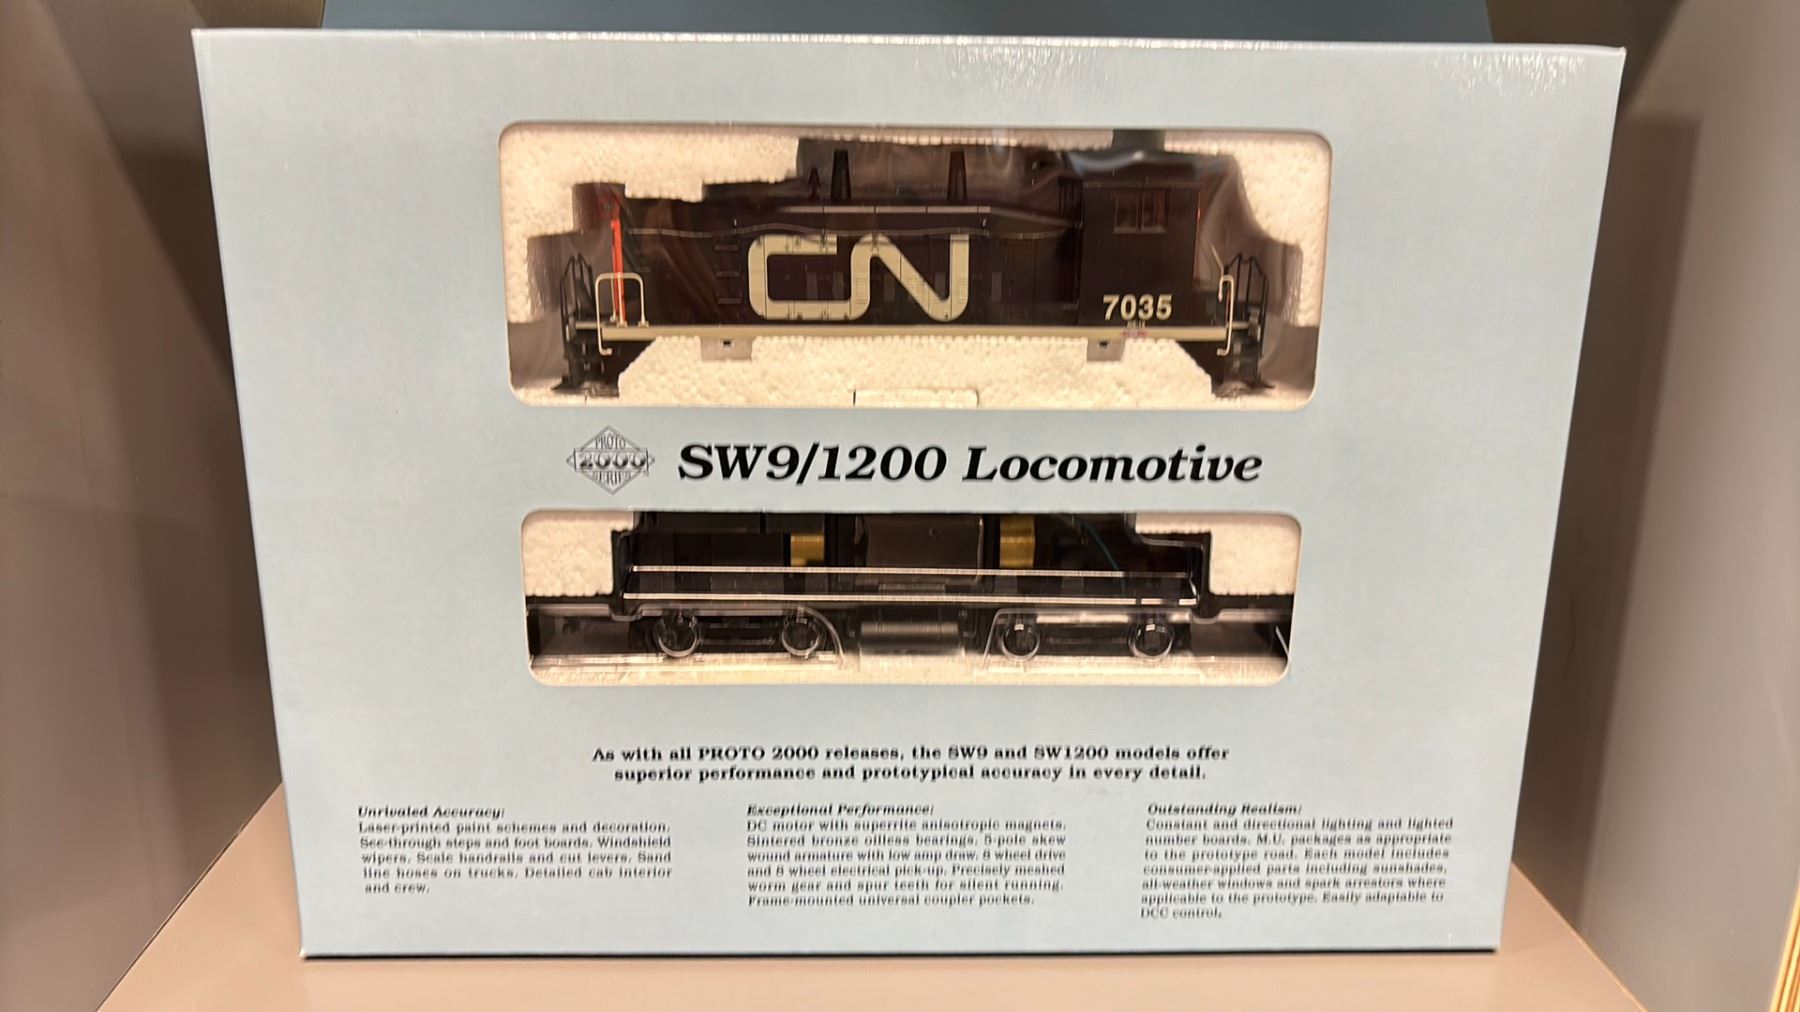 CN
7035
PROTO
2000
SERIES
SW9/1200 Locomotive
As with all PROTO 2000 releases, the SW9 and SW1200 models offer
superior performance and prototypical accuracy in every detail.
Unrivaled Accuracy:
Laser-printed paint schemes and decoration.
See-through steps and foot boards. Windshield
wipers. Scale handrails and cut levers. Sand
line hoses on trucks. Detailed cab interior
and crew.
Exceptional Performance:
DC motor with superrite anisotropic magnets.
Sintered bronze oilless bearings. 5-pole skew
wound armature with low amp draw. 8 wheel drive
and 8 wheel electrical pick-up. Precisely meshed
worm gear and spur teeth for silent running.
Frame-mounted universal coupler pockets.
Outstanding Realism:
Constant and directional lighting and lighted
number boards. M.U. packages as appropriate
to the prototype road. Each model includes
consumer-applied parts including sunshades,
all-weather windows and spark arrestors where
applicable to the prototype. Easily adaptable to
DCC control.